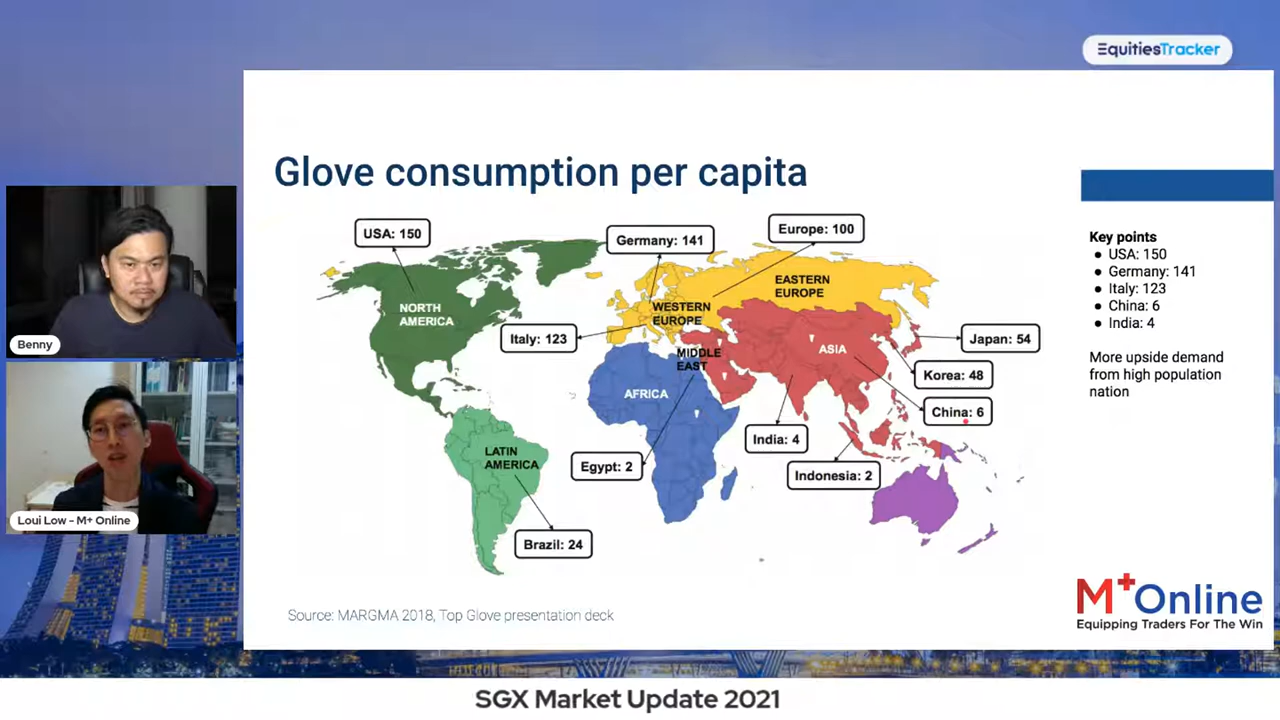 EquitiesTracker
Glove consumption per capita
USA: 150
Germany: 141
Europe: 100
EASTERN
EUROPE
NORTH
AMERICA
WESTERN
EUROPE
Italy: 123
Japan: 54
MIDDLE
EAST
ASIA
Korea: 48
AFRICA
China: 6
India: 4
LATIN
AMERICA
Egypt: 2
Indonesia: 2
Brazil: 24
Source: MARGMA 2018, Top Glove presentation deck
Key points
● USA: 150
● Germany: 141
● Italy: 123
● China: 6
● India: 4
More upside demand
from high population
nation
M+Online
Equipping Traders For The Win
Benny
Loui Low - M+ Online
SGX Market Update 2021